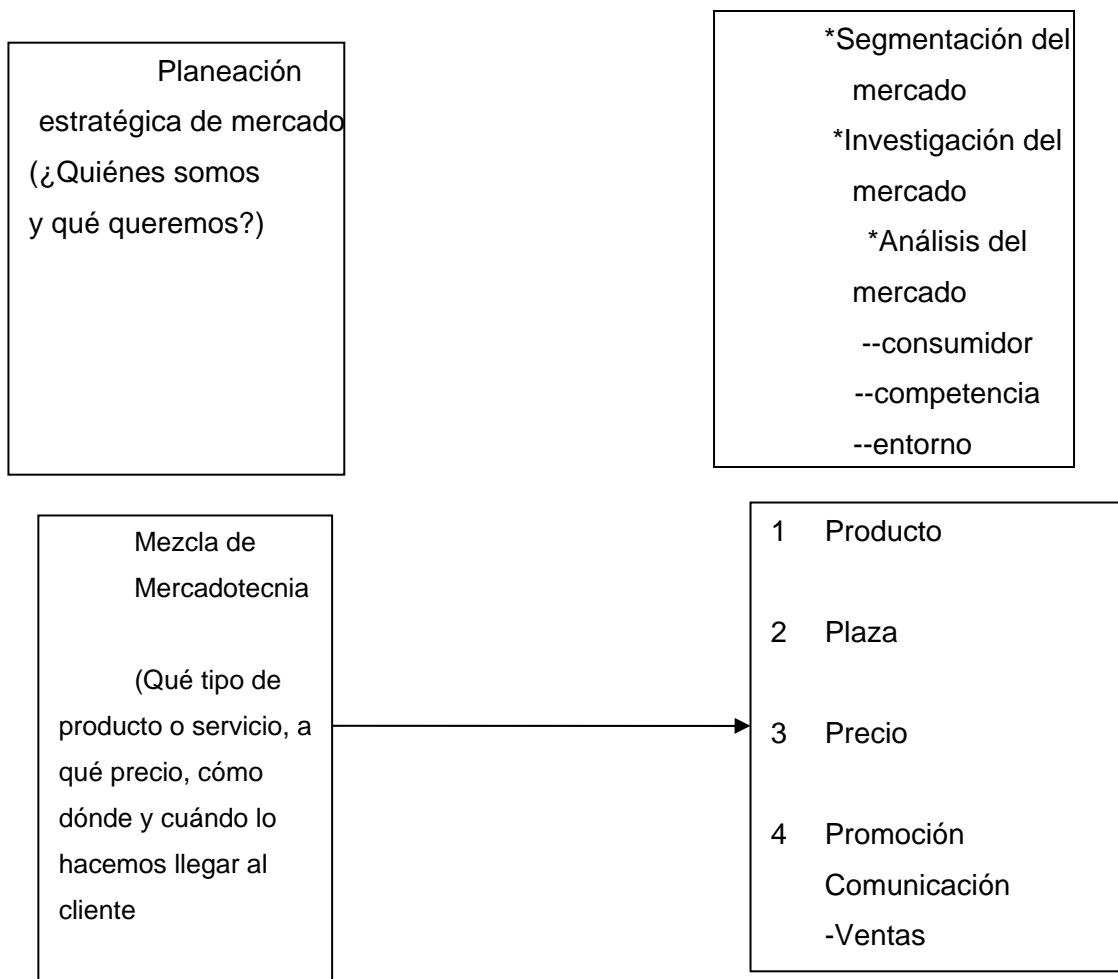 Planeación
estratégica de mercado
(¿Quiénes somos
y qué queremos?)
*Segmentación del
mercado
*Investigación del
mercado
*Análisis del
mercado
--consumidor
--competencia
--entorno
Mezcla de
Mercadotecnia
(Qué tipo de
producto o servicio, a
qué precio, cómo
dónde y cuándo lo
hacemos llegar al
cliente
1 Producto
2 Plaza
3 Precio
4 Promoción
Comunicación
-Ventas